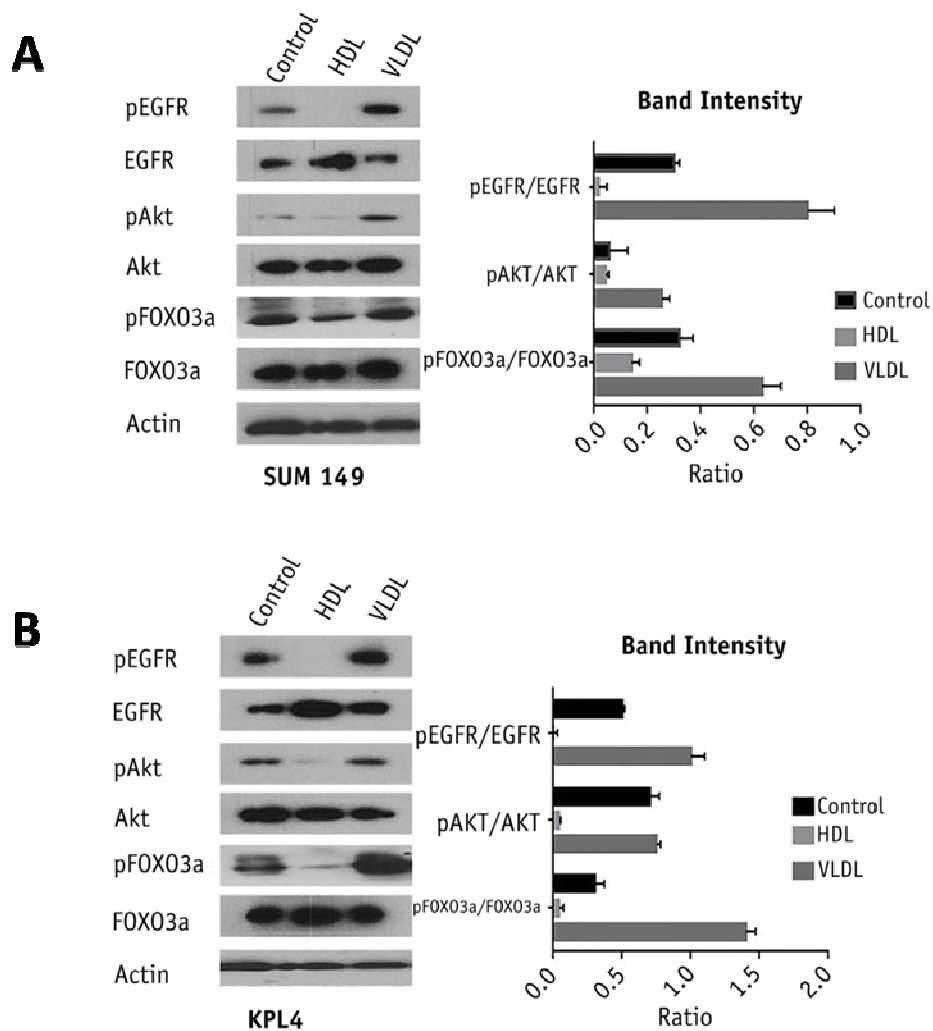 A
Control HDL VLDL
pEGFR
EGFR
pAkt
Akt
pFOXO3a
FOXO3a
Actin
SUM 149
Band Intensity
pEGFR/EGFR
pAKT/AKT
pFOXO3a/FOXO3a
Control
HDL
VLDL
0.0 0.2 0.4 0.6 0.8 1.0
Ratio
B
Control HDL VLDL
pEGFR
EGFR
pAkt
Akt
pFOXO3a
FOXO3a
Actin
KPL4
Band Intensity
pEGFR/EGFR
pAKT/AKT
pFOXO3a/FOXO3a
Control
HDL
VLDL
0.0 0.5 1.0 1.5 2.0
Ratio